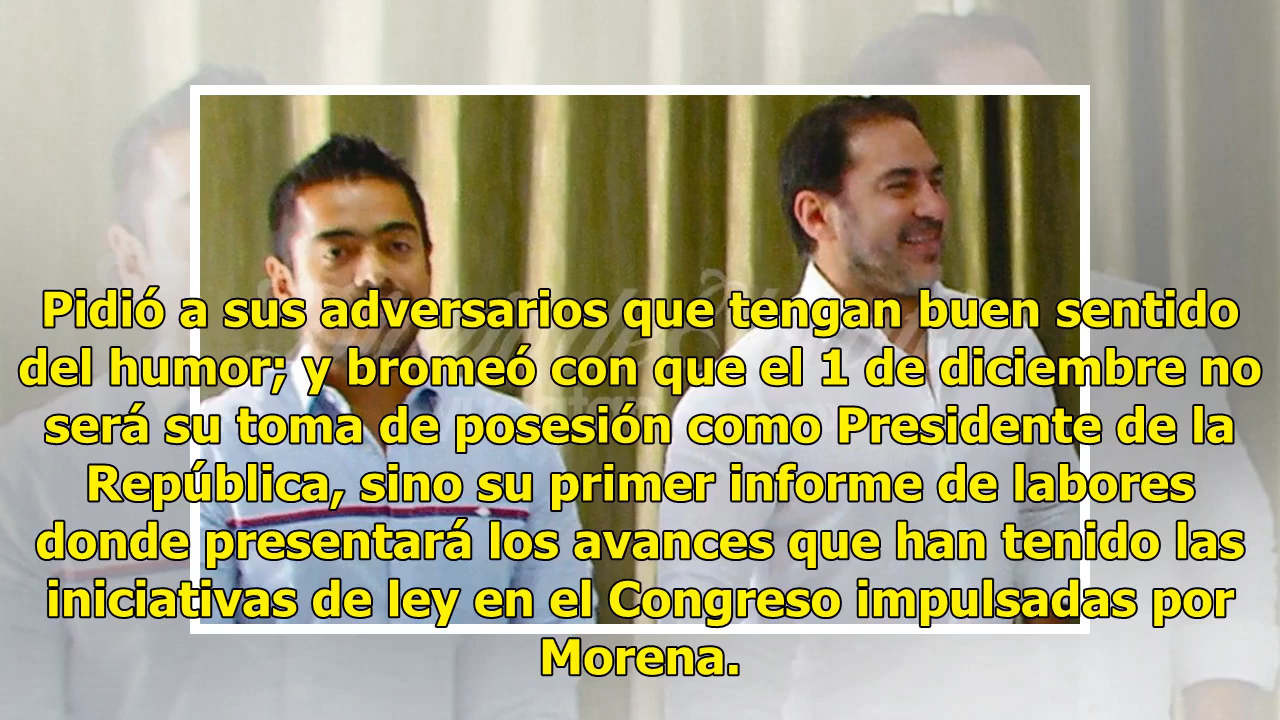 Pidió a sus adversarios que tengan buen sentido
del humor; y bromeó con que el 1 de diciembre no
será su toma de posesión como Presidente de la
República, sino su primer informe de labores
donde presentará los avances que han tenido las
iniciativas de ley en el Congreso impulsadas por
Morena.